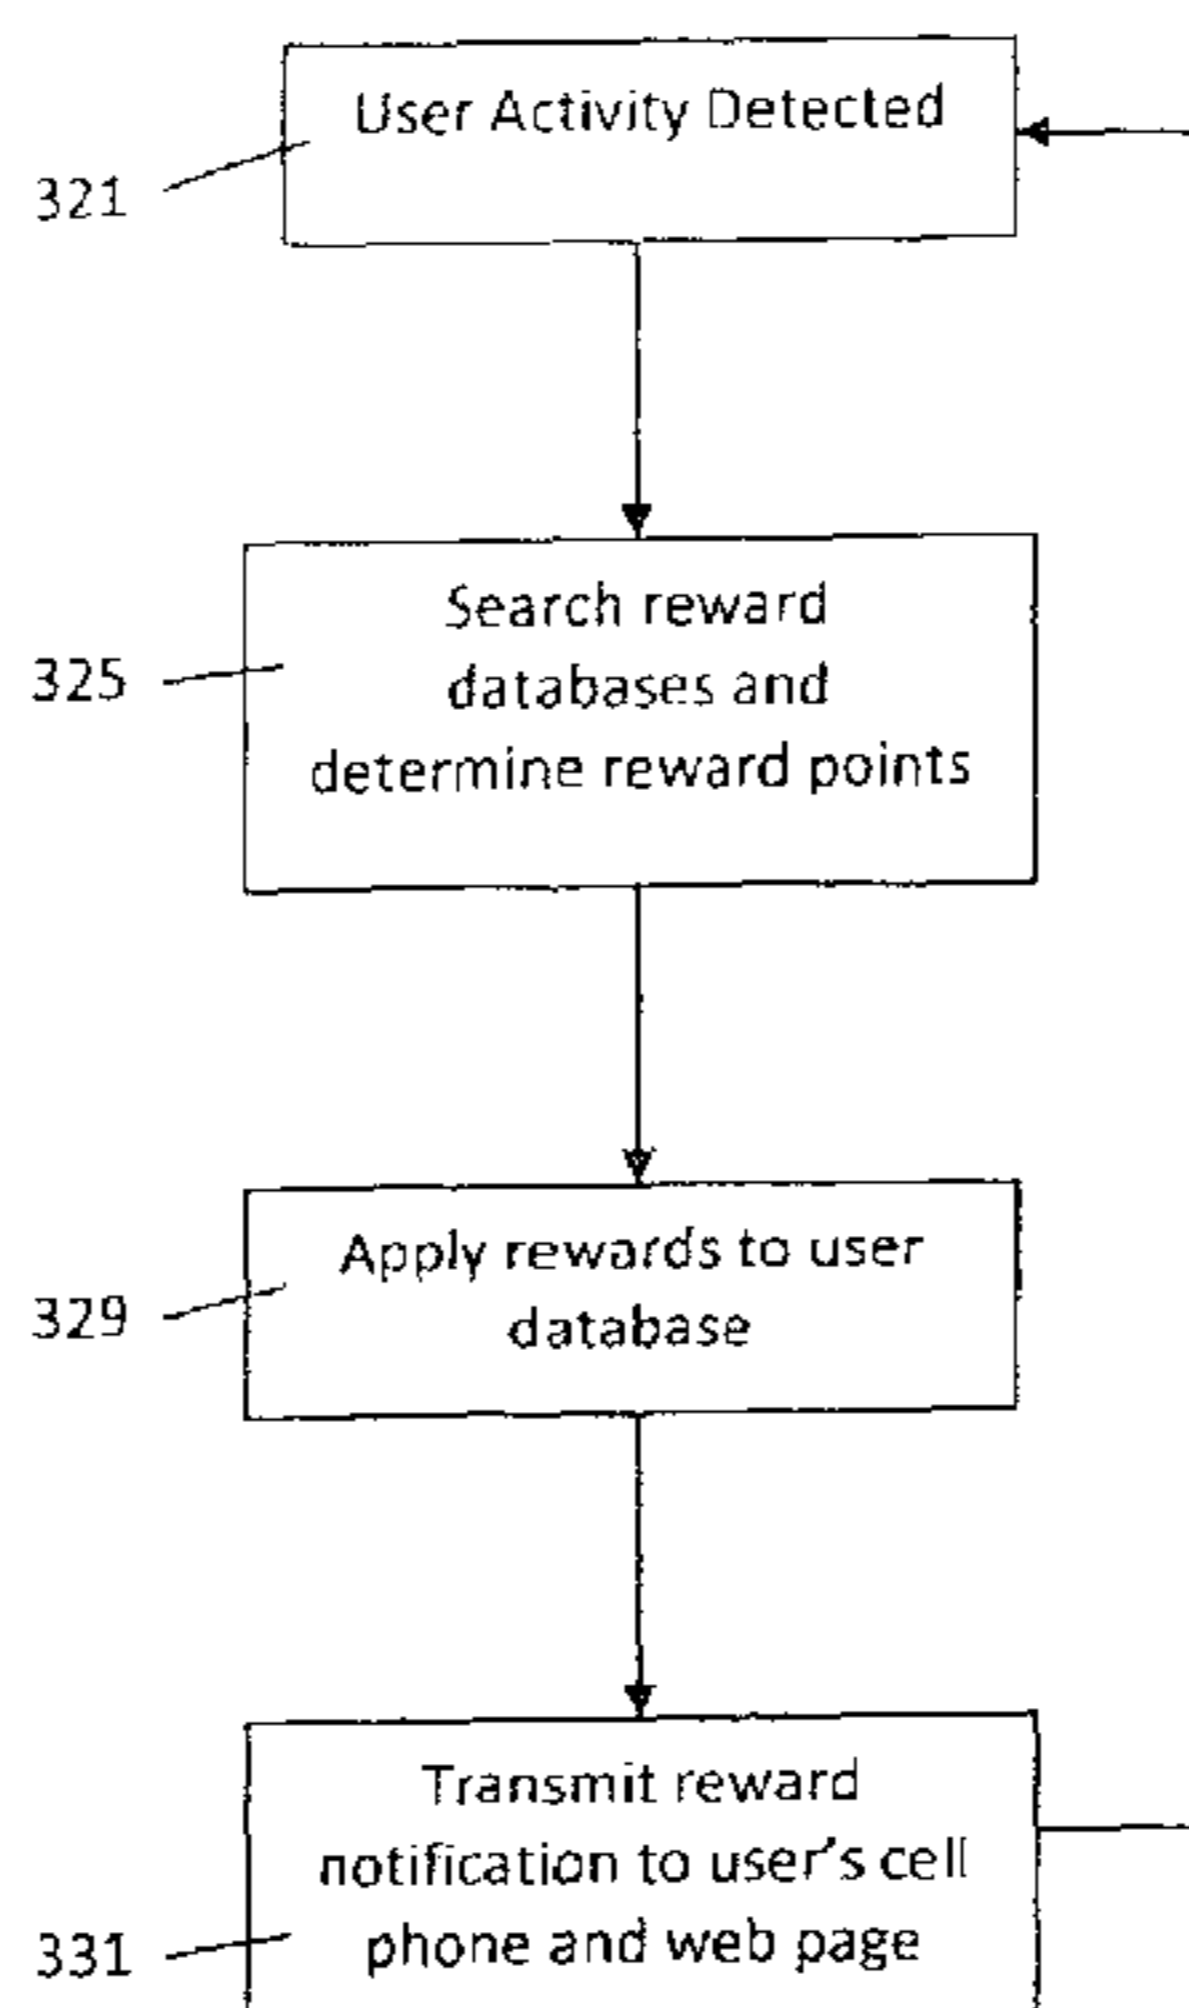 User Activity Detected
321
Search reward
databases and
determine reward points
325
Apply rewards to user
database
329
Transmit reward
notification to user's cell
phone and web page
331